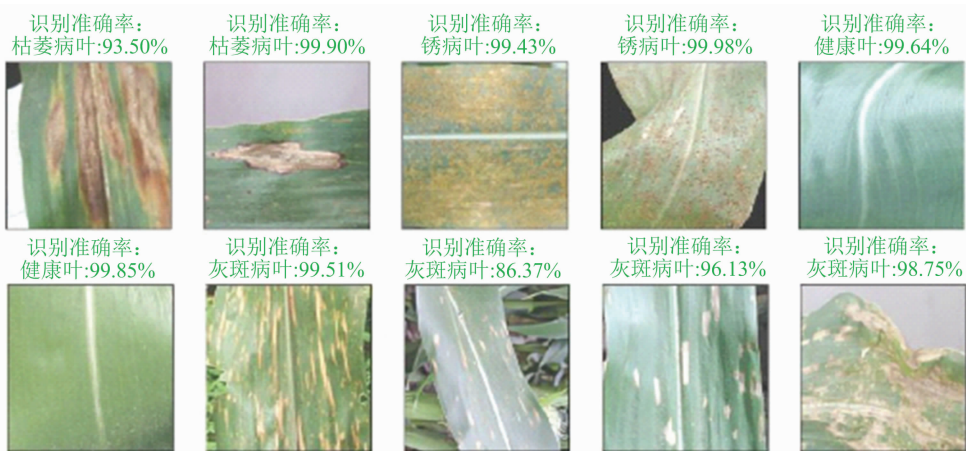 识别准确率：
枯萎病叶:93.50%
识别准确率：
枯萎病叶:99.90%
识别准确率：
锈病叶:99.43%
识别准确率：
锈病叶:99.98%
识别准确率：
健康叶:99.64%
识别准确率：
健康叶:99.85%
识别准确率：
灰斑病叶:99.51%
识别准确率：
灰斑病叶:86.37%
识别准确率：
灰斑病叶:96.13%
识别准确率：
灰斑病叶:98.75%